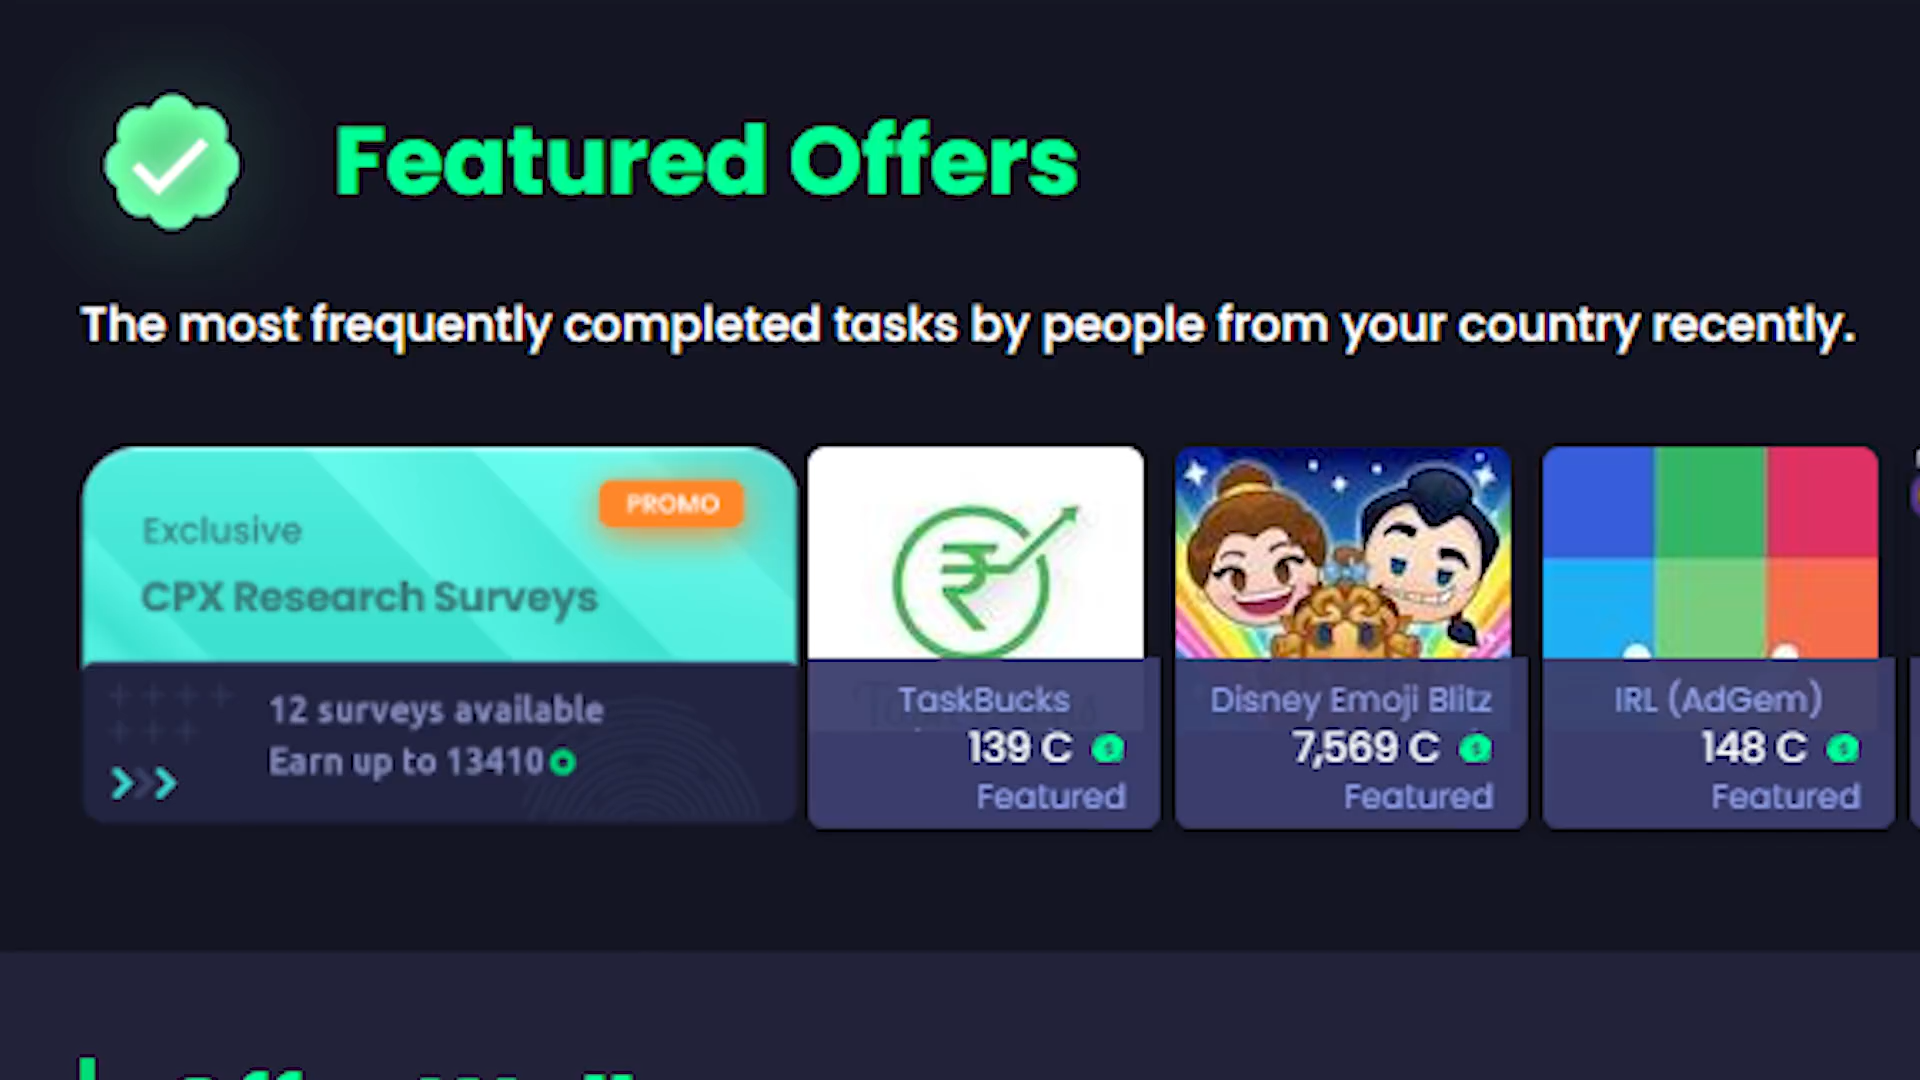 Featured Offers
The most frequently completed tasks by people from your country recently.
PROMO
Exclusive
CPX Research Surveys
12 surveys available
Earn up to 13410
TaskBucks
139 C
Featured
Disney Emoji Blitz
7,569 C
Featured
IRL (AdGem)
148 C
Featured